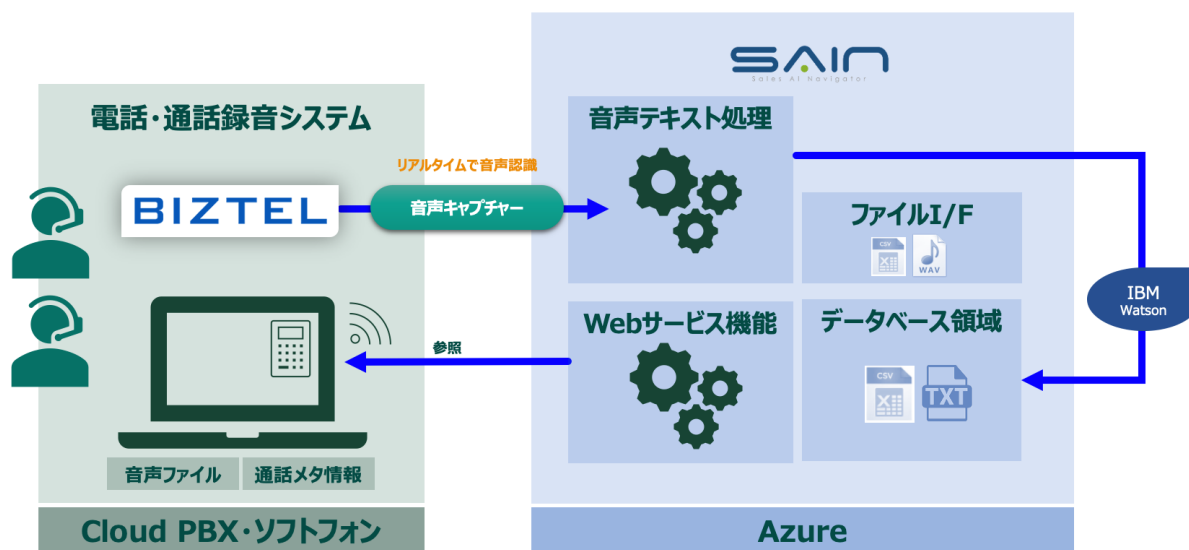 SAIN
Sales AI Navigator
電話・通話録音システム
BIZTEL
リアルタイムで音声認識
音声キャプチャー
音声テキスト処理
ファイルI/F
CSV
WAV
IBM
Watson
Webサービス機能
データベース領域
CSV
TXT
参照
音声ファイル
通話メタ情報
Cloud PBX・ソフトフォン
Azure